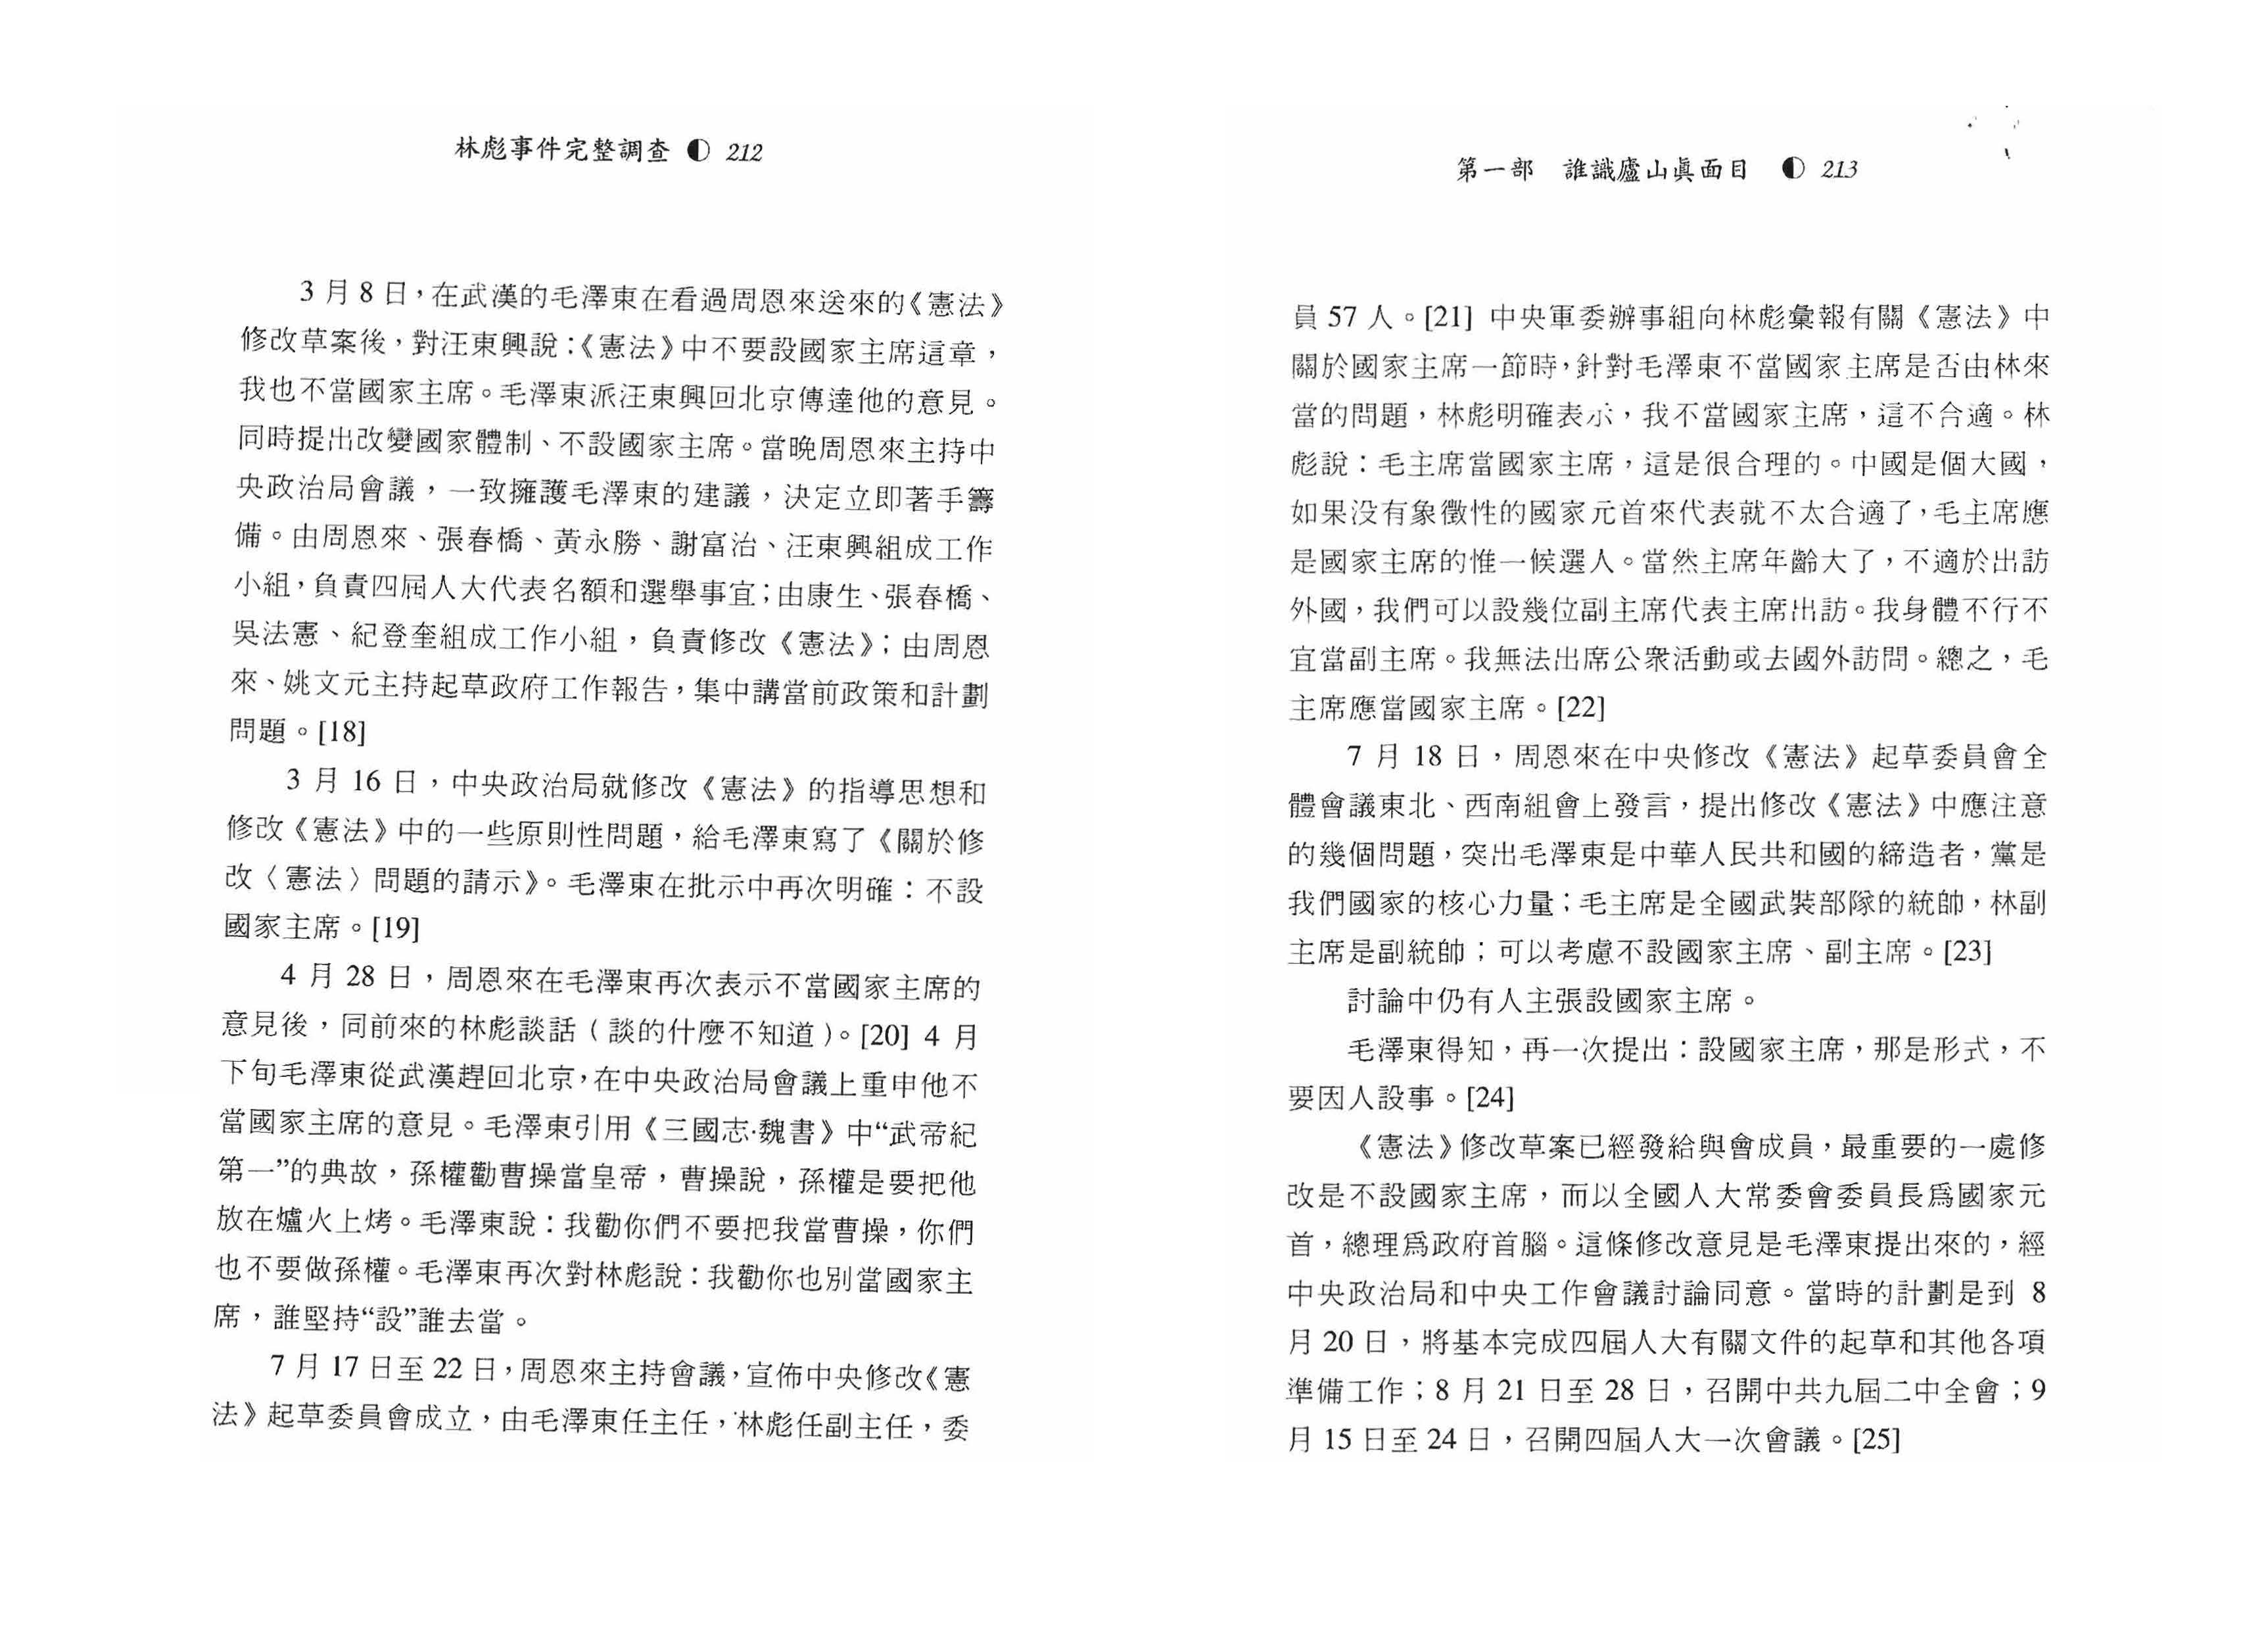 林彪事件完整調查 ◐ 212
3 月 8 日，在武漢的毛澤東在看過周恩來送來的《憲法》
修改草案後，對汪東興說：《憲法》中不要設國家主席這章，
我也不當國家主席。毛澤東派汪東興回北京傳達他的意見。
同時提出改變國家體制、不設國家主席。當晚周恩來主持中
央政治局會議，一致擁護毛澤東的建議，決定立即著手籌
備。由周恩來、張春橋、黃永勝、謝富治、汪東興組成工作
小組，負責四屆人大代表名額和選舉事宜；由康生、張春橋、
吳法憲、紀登奎組成工作小組，負責修改《憲法》；由周恩
來、姚文元主持起草政府工作報告，集中講當前政策和計劃
問題。[18]
3 月 16 日，中央政治局就修改《憲法》的指導思想和
修改《憲法》中的一些原則性問題，給毛澤東寫了《關於修
改〈憲法〉問題的請示》。毛澤東在批示中再次明確：不設
國家主席。[19]
4 月 28 日，周恩來在毛澤東再次表示不當國家主席的
意見後，同前來的林彪談話（談的什麼不知道）。[20] 4 月
下旬毛澤東從武漢趕回北京，在中央政治局會議上重申他不
當國家主席的意見。毛澤東引用《三國志·魏書》中“武帝紀
第一”的典故，孫權勸曹操當皇帝，曹操說，孫權是要把他
放在爐火上烤。毛澤東說：我勸你們不要把我當曹操，你們
也不要做孫權。毛澤東再次對林彪說：我勸你也別當國家主
席，誰堅持“設”誰去當。
7 月 17 日至 22 日，周恩來主持會議，宣佈中央修改《憲
法》起草委員會成立，由毛澤東任主任，林彪任副主任，委
第一部 誰識廬山眞面目 ◐ 213
員 57 人。[21] 中央軍委辦事組向林彪彙報有關《憲法》中
關於國家主席一節時，針對毛澤東不當國家主席是否由林來
當的問題，林彪明確表示，我不當國家主席，這不合適。林
彪說：毛主席當國家主席，這是很合理的。中國是個大國，
如果没有象徵性的國家元首來代表就不太合適了，毛主席應
是國家主席的惟一候選人。當然主席年齡大了，不適於出訪
外國，我們可以設幾位副主席代表主席出訪。我身體不行不
宜當副主席。我無法出席公衆活動或去國外訪問。總之，毛
主席應當國家主席。[22]
7 月 18 日，周恩來在中央修改《憲法》起草委員會全
體會議東北、西南組會上發言，提出修改《憲法》中應注意
的幾個問題，突出毛澤東是中華人民共和國的締造者，黨是
我們國家的核心力量；毛主席是全國武裝部隊的統帥，林副
主席是副統帥；可以考慮不設國家主席、副主席。[23]
討論中仍有人主張設國家主席。
毛澤東得知，再一次提出：設國家主席，那是形式，不
要因人設事。[24]
《憲法》修改草案已經發給與會成員，最重要的一處修
改是不設國家主席，而以全國人大常委會委員長爲國家元
首，總理爲政府首腦。這條修改意見是毛澤東提出來的，經
中央政治局和中央工作會議討論同意。當時的計劃是到 8
月 20 日，將基本完成四屆人大有關文件的起草和其他各項
準備工作；8 月 21 日至 28 日，召開中共九屆二中全會；9
月 15 日至 24 日，召開四屆人大一次會議。[25]